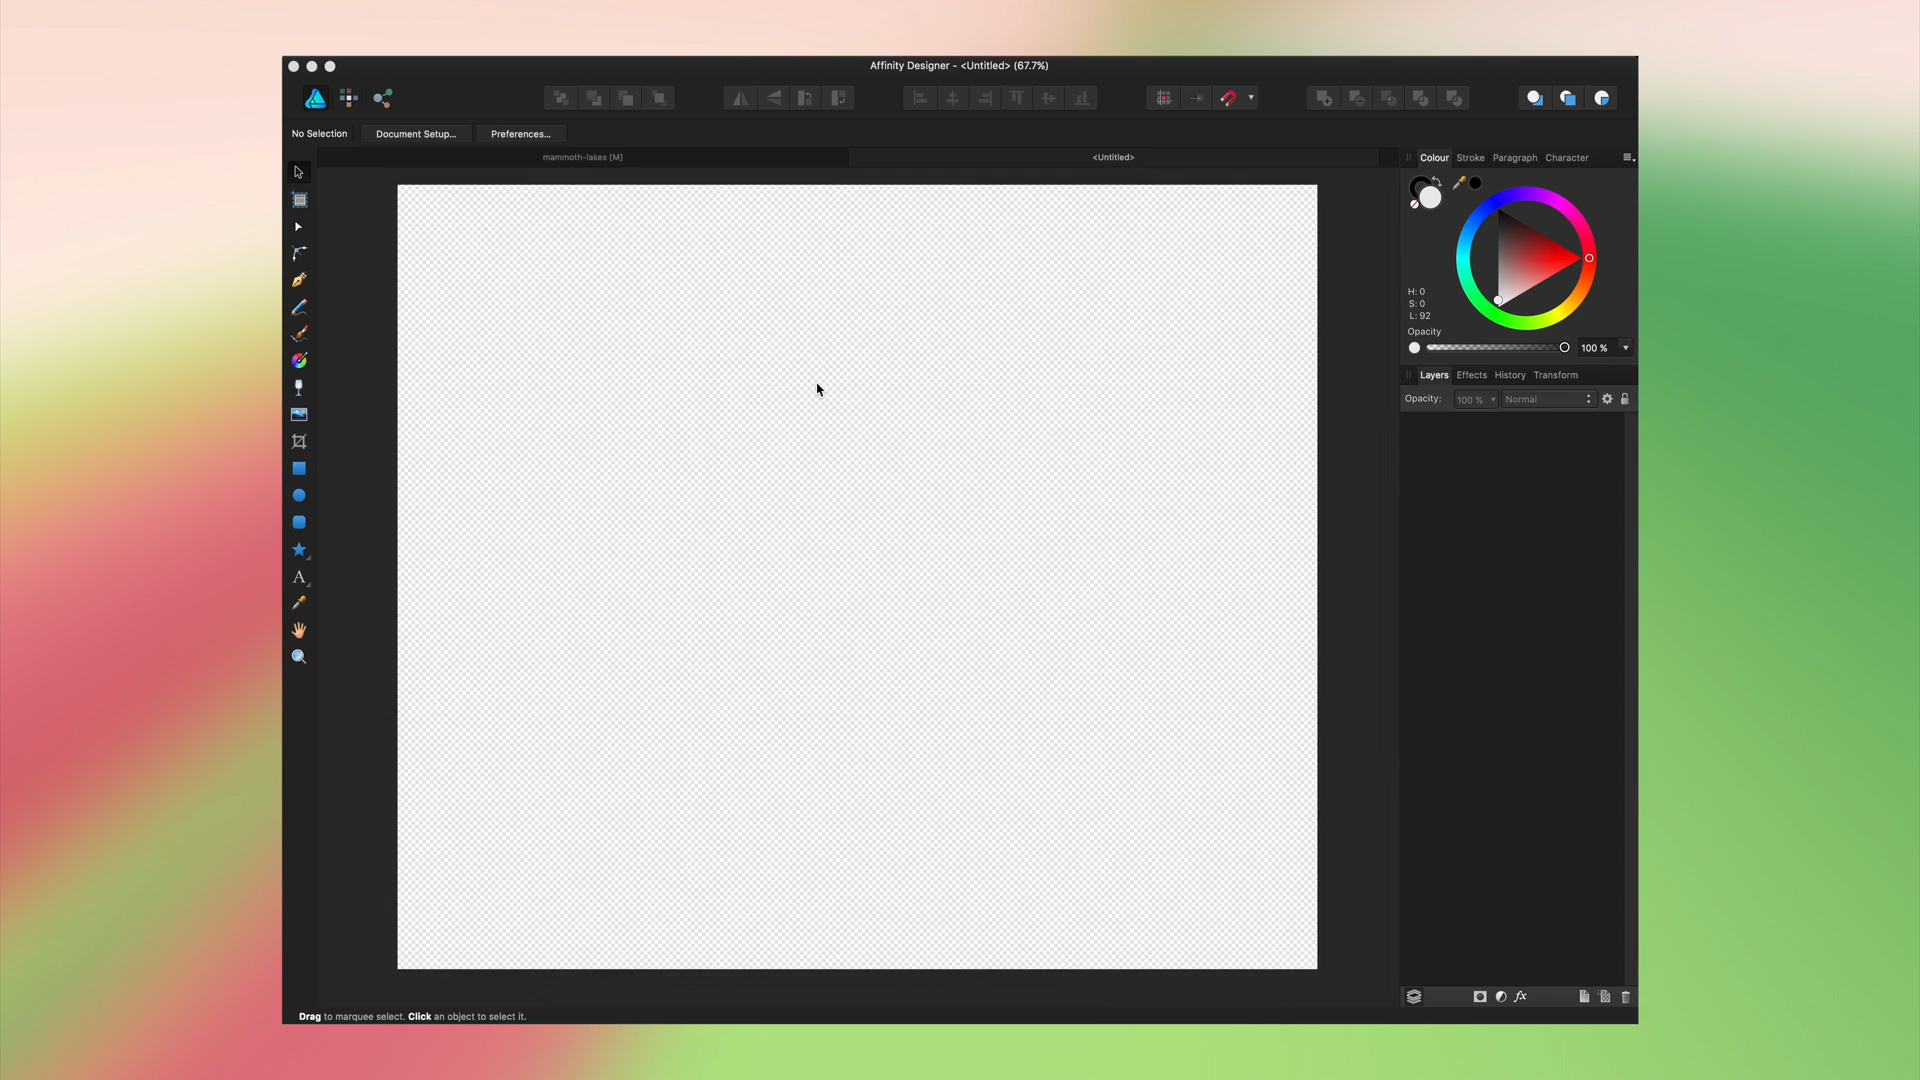 Affinity Designer - <Untitled> (67.7%)
No Selection
Document Setup...
Preferences...
mammoth-lakes [M]
<Untitled>
Colour
Stroke
Paragraph
Character
H: 0
S: 0
L: 92
Opacity
100 %
Layers
Effects
History
Transform
Opacity:
100 %
Normal
A
fx
Drag to marquee select. Click an object to select it.